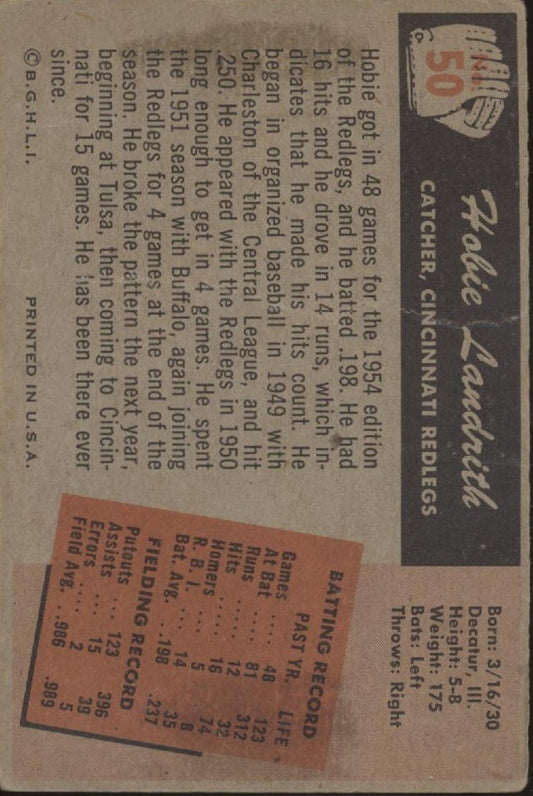 NO.
50
Hobie Landrith
CATCHER, CINCINNATI REDLEGS
Born: 3/16/30
Decatur, Ill.
Height: 5-8
Weight: 175
Bats: Left
Throws: Right
Hobie got in 48 games for the 1954 edition
of the Redlegs, and he batted .198. He had
16 hits and he drove in 14 runs, which in-
dicates that he made his hits count. He
began in organized baseball in 1949 with
Charleston of the Central League, and hit
.250. He appeared with the Redlegs in 1950
long enough to get in 4 games. He spent
the 1951 season with Buffalo, again joining
the Redlegs for 4 games at the end of the
season. He broke the pattern the next year,
beginning at Tulsa, then coming to Cincin-
nati for 15 games. He has been there ever
since.
BATTING RECORD
PAST YR. LIFE
Games .... 48 123
At Bat .... 81 312
Runs ..... 12 32
Hits ..... 16 74
Homers .... 5 8
R. B. I. ... 14 35
Bat. Avg. .. .198 .237
FIELDING RECORD
Putouts .... 123 396
Assists .... 15 39
Errors .... 2 5
Field Avg. .. .986 .989
© B.G.H.L.I. PRINTED IN U.S.A.